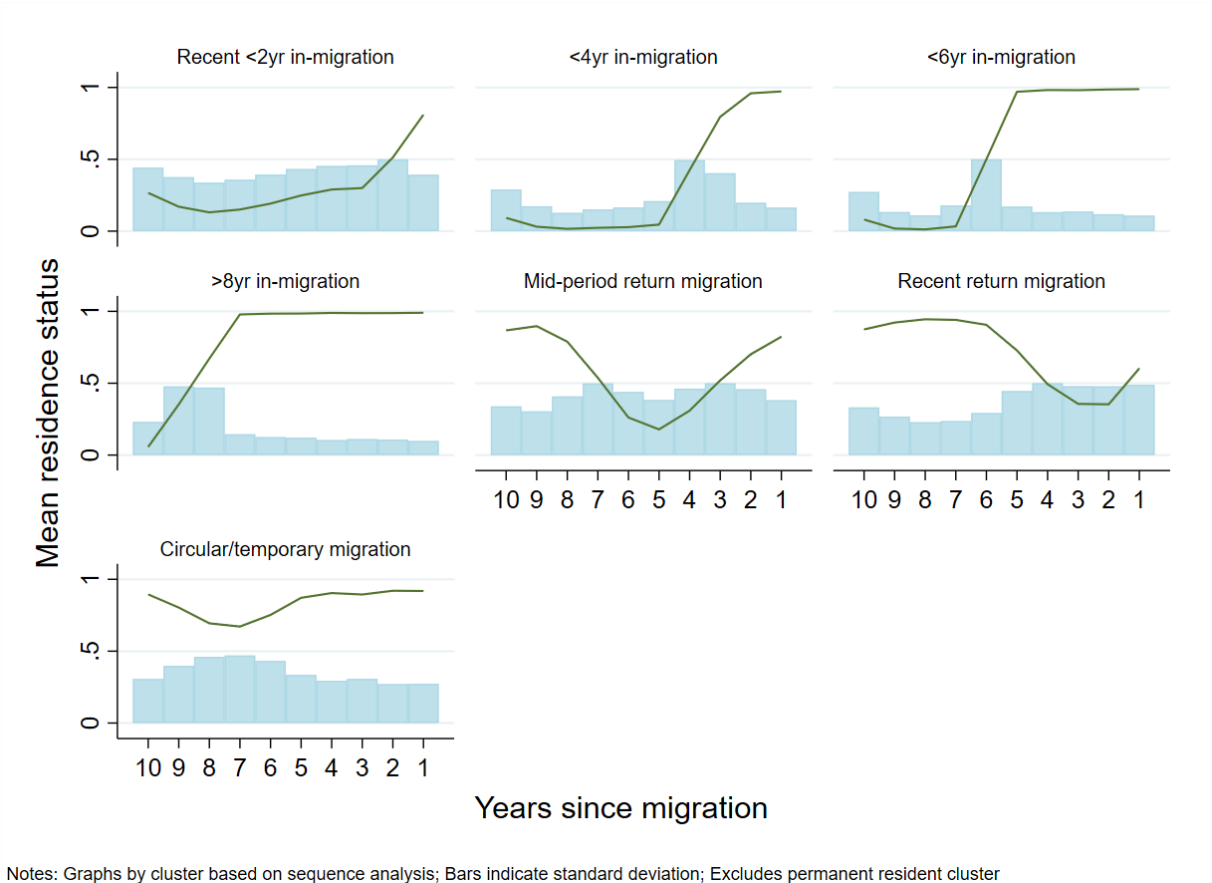 Recent <2yr in-migration
<4yr in-migration
<6yr in-migration
1
.5
0
>8yr in-migration
Mid-period return migration
Recent return migration
1
.5
0
10 9 8 7 6 5 4 3 2 1
10 9 8 7 6 5 4 3 2 1
Mean residence status
Circular/temporary migration
1
.5
0
10 9 8 7 6 5 4 3 2 1
Years since migration
Notes: Graphs by cluster based on sequence analysis; Bars indicate standard deviation; Excludes permanent resident cluster